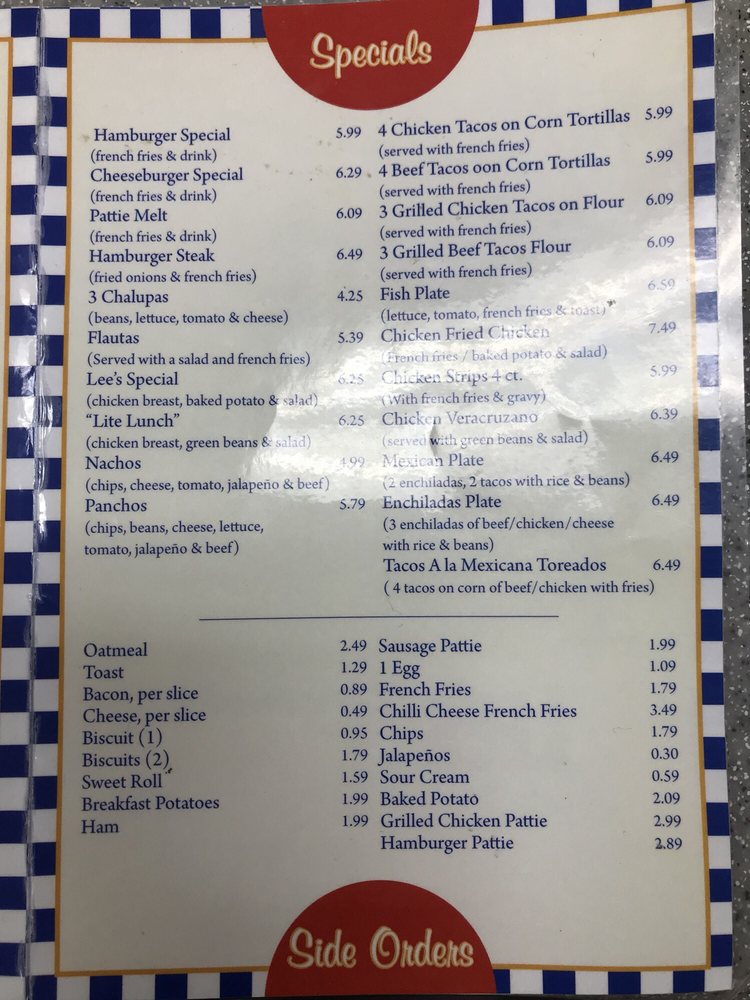 Specials
Hamburger Special 5.99
(french fries & drink)
Cheeseburger Special 6.29
(french fries & drink)
Pattie Melt 6.09
(french fries & drink)
Hamburger Steak 6.49
(fried onions & french fries)
3 Chalupas 4.25
(beans, lettuce, tomato & cheese)
Flautas 5.39
(Served with a salad and french fries)
Lee's Special 6.25
(chicken breast, baked potato & salad)
"Lite Lunch" 6.25
(chicken breast, green beans & salad)
Nachos 4.99
(chips, cheese, tomato, jalapeño & beef)
Panchos 5.79
(chips, beans, cheese, lettuce,
tomato, jalapeño & beef)
4 Chicken Tacos on Corn Tortillas 5.99
(served with french fries)
4 Beef Tacos oon Corn Tortillas 5.99
(served with french fries)
3 Grilled Chicken Tacos on Flour 6.09
(served with french fries)
3 Grilled Beef Tacos Flour 6.09
(served with french fries)
Fish Plate 6.59
(lettuce, tomato, french fries & toast)
Chicken Fried Chicken 7.49
(French fries / baked potato & salad)
Chicken Strips 4 ct. 5.99
(With french fries & gravy)
Chicken Veracruzano 6.39
(served with green beans & salad)
Mexican Plate 6.49
(2 enchiladas, 2 tacos with rice & beans)
Enchiladas Plate 6.49
(3 enchiladas of beef/chicken/cheese
with rice & beans)
Tacos A la Mexicana Toreados 6.49
( 4 tacos on corn of beef/chicken with fries)
Oatmeal 2.49
Toast 1.29
Bacon, per slice 0.89
Cheese, per slice 0.49
Biscuit (1) 0.95
Biscuits (2) 1.79
Sweet Roll 1.59
Breakfast Potatoes 1.99
Ham 1.99
Sausage Pattie 1.99
1 Egg 1.09
French Fries 1.79
Chilli Cheese French Fries 3.49
Chips 1.79
Jalapeños 0.30
Sour Cream 0.59
Baked Potato 2.09
Grilled Chicken Pattie 2.99
Hamburger Pattie 2.89
Side Orders